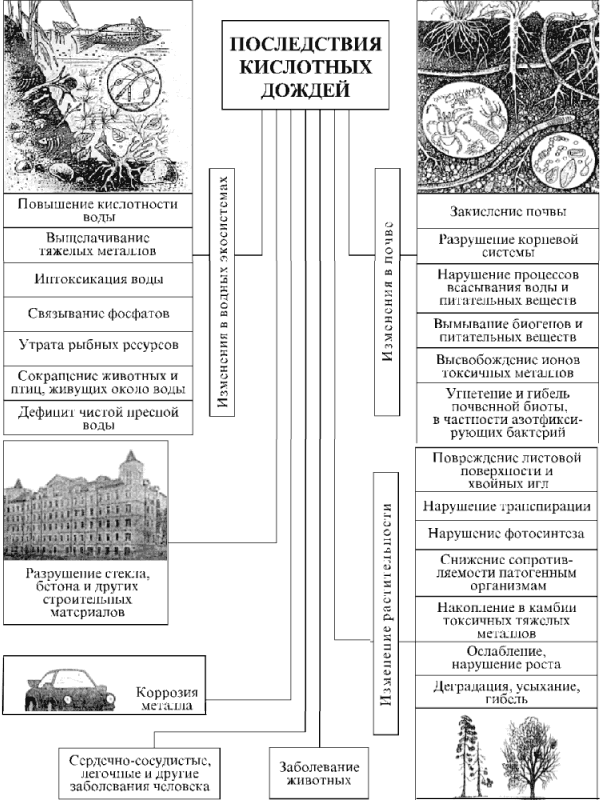 ПОСЛЕДСТВИЯ
КИСЛОТНЫХ
ДОЖДЕЙ
Изменения в водных экосистемах
Повышение кислотности
воды
Выщелачивание
тяжелых металлов
Интоксикация воды
Связывание фосфатов
Утрата рыбных ресурсов
Сокращение животных и
птиц, живущих около воды
Дефицит чистой пресной
воды
Изменения в почве
Закисление почвы
Разрушение корневой
системы
Нарушение процессов
всасывания воды и
питательных веществ
Вымывание биогенов и
питательных веществ
Высвобождение ионов
токсичных металлов
Угнетение и гибель
почвенной биоты,
в частности азотфикси-
рующих бактерий
Изменение растительности
Повреждение листовой
поверхности и
хвойных игл
Нарушение транспирации
Нарушение фотосинтеза
Снижение сопротив-
ляемости патогенным
организмам
Накопление в камбии
токсичных тяжелых
металлов
Ослабление,
нарушение роста
Деградация, усыхание,
гибель
Разрушение стекла,
бетона и других
строительных
материалов
Коррозия
металла
Сердечно-сосудистые,
легочные и другие
заболевания человека
Заболевание
животных